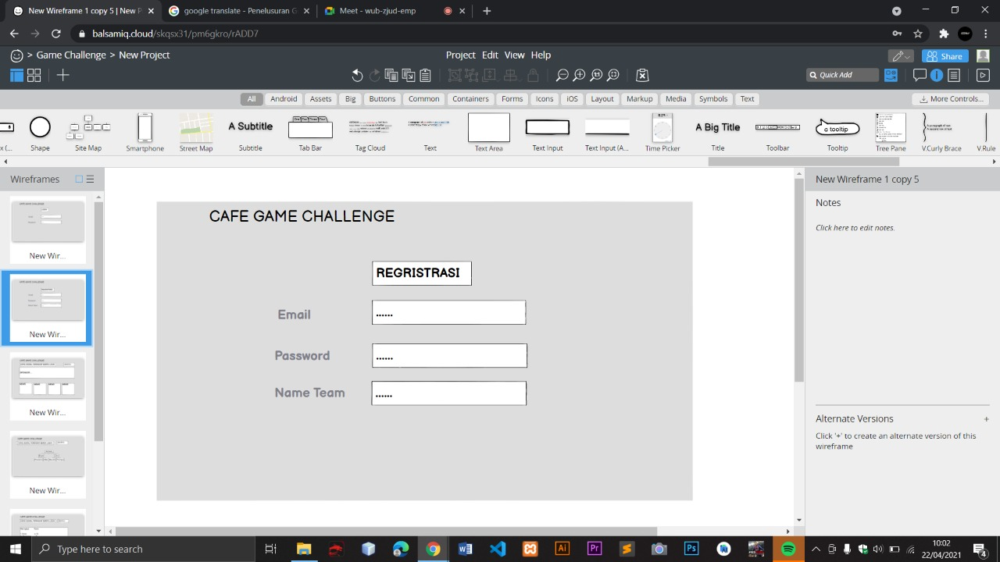 New Wireframe 1 copy 5 | New P
google translate - Penelusuran G
Meet - wub-zjud-emp
balsamiq.cloud/skqsx31/pm6gkro/rADD7
> Game Challenge > New Project
Project Edit View Help
Share
Quick Add
All Android Assets Big Buttons Common Containers Forms Icons iOS Layout Markup Media Symbols Text
More Controls...
A Subtitle
A Big Title
a tooltip
x (... Shape Site Map Smartphone Street Map Subtitle Tab Bar Tag Cloud Text Text Area Text Input Text Input (A... Time Picker Title Toolbar Tooltip Tree Pane V.Curly Brace V.Rule
Wireframes
New Wir...
New Wir...
New Wir...
New Wir...
CAFE GAME CHALLENGE
REGRISTRASI
Email ......
Password ......
Name Team ......
New Wireframe 1 copy 5
Notes
Click here to edit notes.
Alternate Versions +
Click '+' to create an alternate version of this
wireframe
Type here to search
10:02
22/04/2021
4